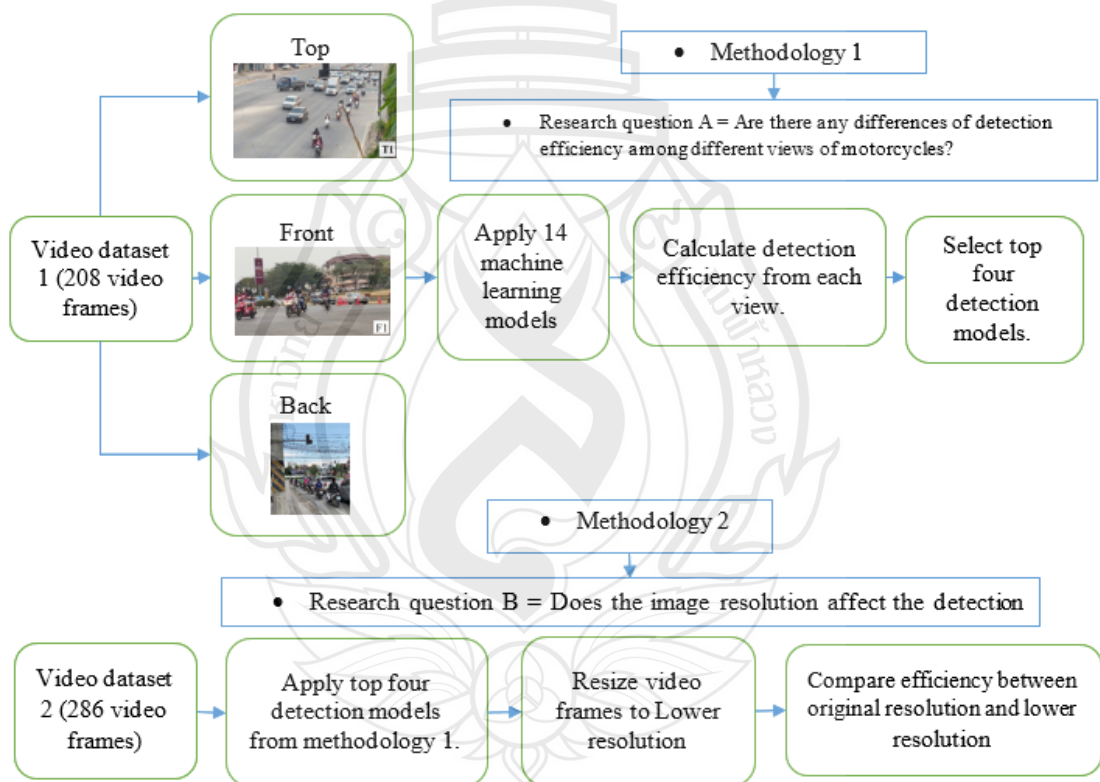 Top
T1
• Methodology 1
• Research question A = Are there any differences of detection
efficiency among different views of motorcycles?
Video dataset
1 (208 video
frames)
Front
F1
Apply 14
machine
learning
models
Calculate detection
efficiency from each
view.
Select top
four
detection
models.
Back
• Methodology 2
• Research question B = Does the image resolution affect the detection
Video dataset
2 (286 video
frames)
Apply top four
detection models
from methodology 1.
Resize video
frames to Lower
resolution
Compare efficiency between
original resolution and lower
resolution